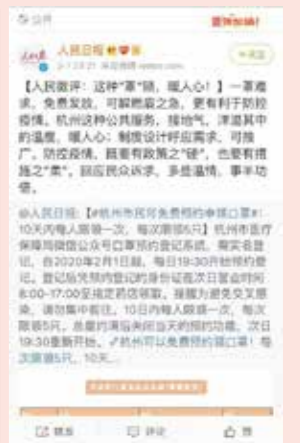 公开
人民日报
【人民微评：这种“罩”顾，暖人心！】一罩难
求，免费发放，可解燃眉之急，更有利于防控
疫情。杭州这种公共服务，接地气，洋溢其中
的温度，暖人心；制度设计呼应需求，可推
广。防控疫情，既要有政策之“硬”，也要有措
施之“柔”，回应民众诉求，多些温情，事半功
倍。
@人民日报:【#杭州市民可免费预约申领口罩#:
10天内每人限领一次，每次限领5只】杭州市医疗
保障局微信公众号口罩预约登记系统，需实名登
记，自2020年2月1日起，每日19:30开始预约登
记。登记后凭预约登记的身份证在次日营业时间
8:00-17:00至指定药店领取。提醒为避免交叉感
染，请勿集中前往。10日内每人限领一次，每次
限领5只。总量约满后关闭当天的预约功能，次日
19:30重新开始。杭州可以免费预约领口罩！每
次限领5只，10天...
转发 评论 赞